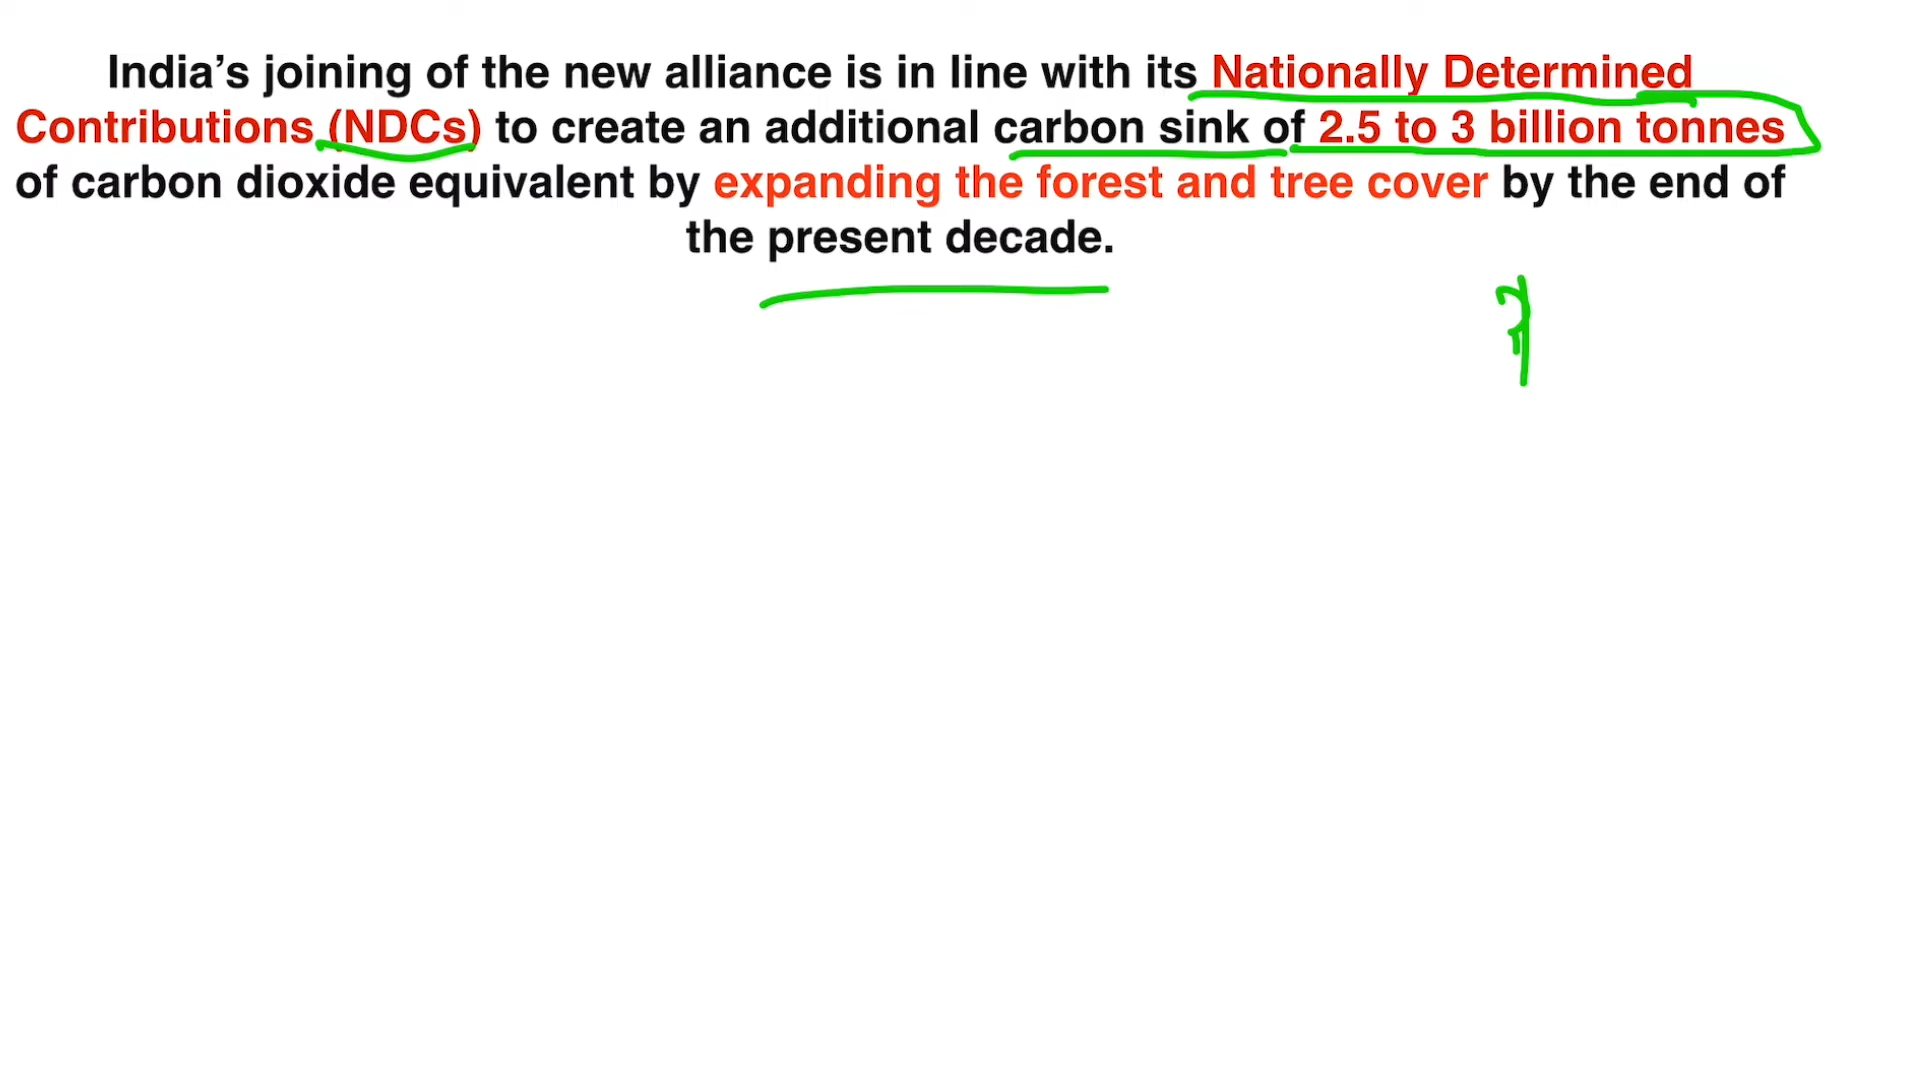 India’s joining of the new alliance is in line with its Nationally Determined
Contributions (NDCs) to create an additional carbon sink of 2.5 to 3 billion tonnes
of carbon dioxide equivalent by expanding the forest and tree cover by the end of
the present decade.